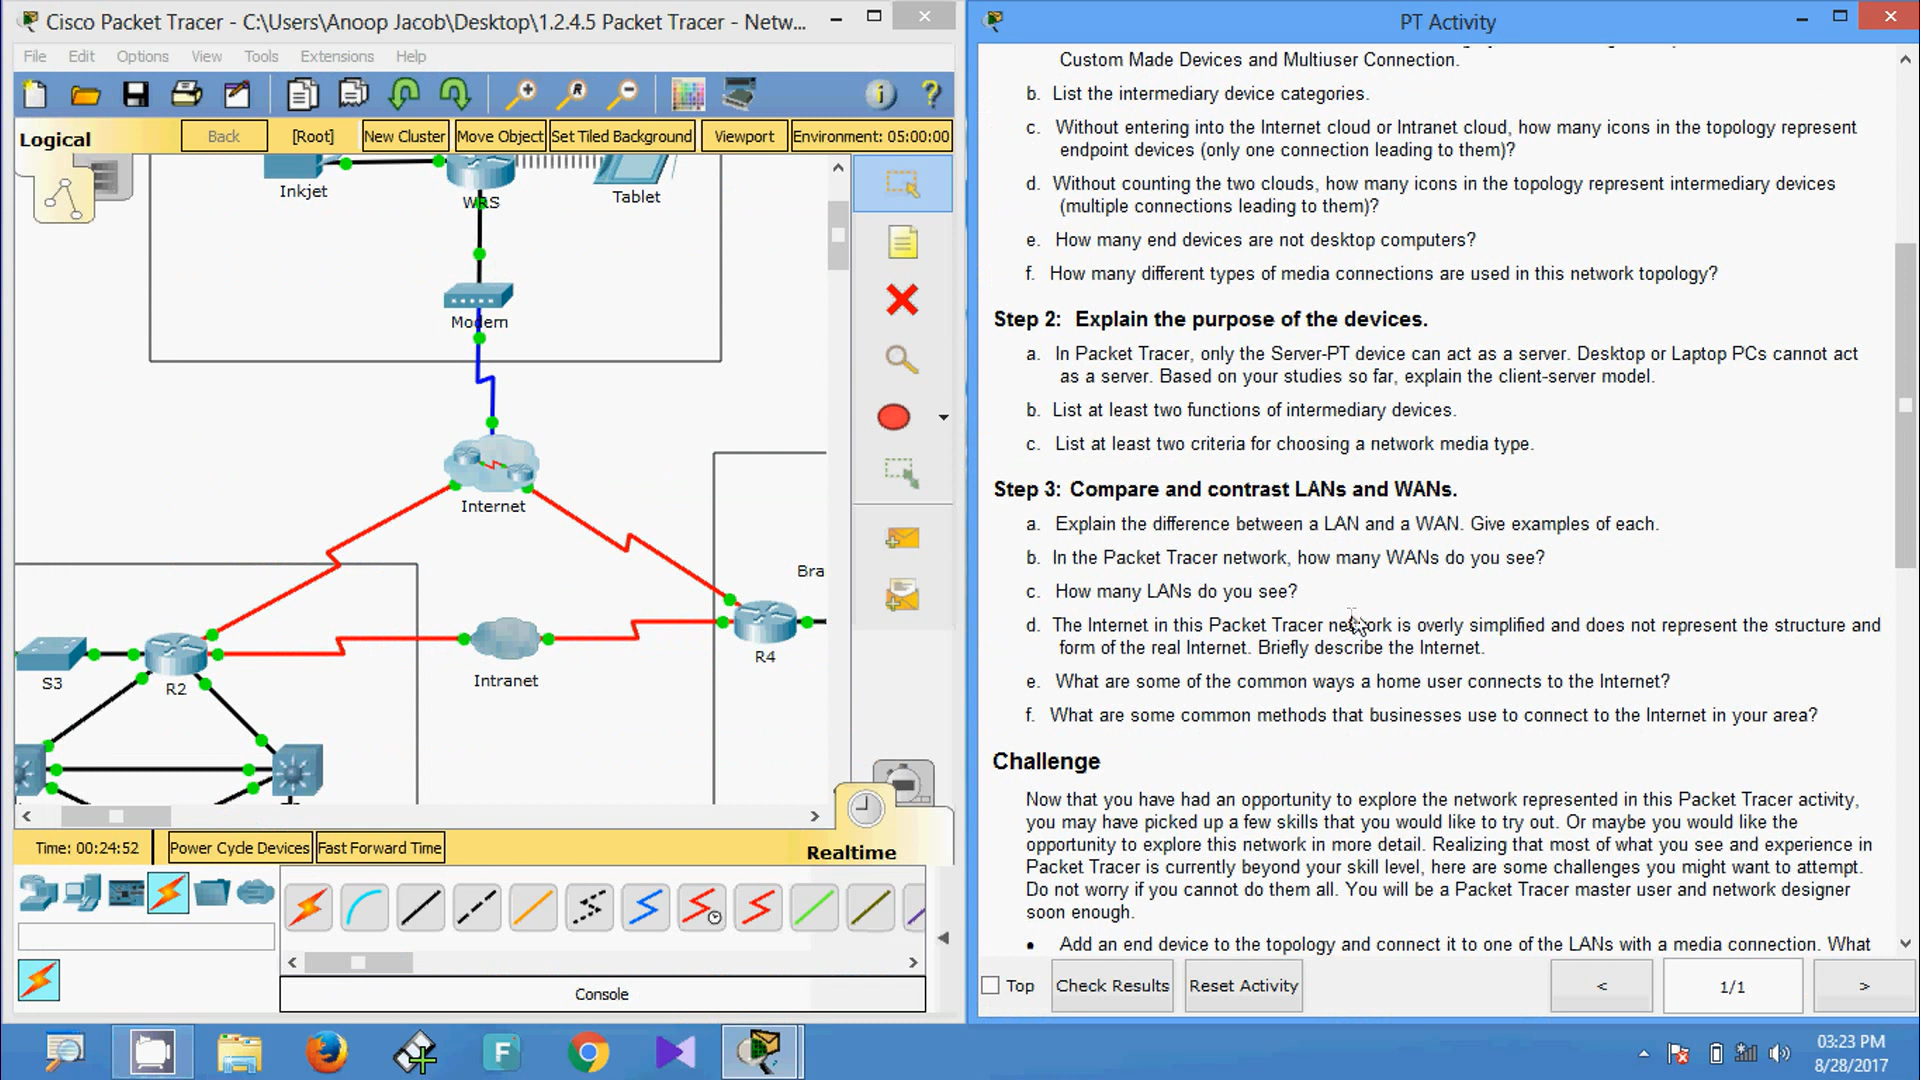 Cisco Packet Tracer - C:\Users\Anoop Jacob\Desktop\1.2.4.5 Packet Tracer - Netw...
File Edit Options View Tools Extensions Help
Logical
Back
[Root]
New Cluster
Move Object
Set Tiled Background
Viewport
Environment: 05:00:00
Inkjet
WRS
Tablet
Modem
Internet
Bra
S3
R2
Intranet
R4
Time: 00:24:52
Power Cycle Devices
Fast Forward Time
Realtime
Console
PT Activity
Custom Made Devices and Multiuser Connection.
b. List the intermediary device categories.
c. Without entering into the Internet cloud or Intranet cloud, how many icons in the topology represent
endpoint devices (only one connection leading to them)?
d. Without counting the two clouds, how many icons in the topology represent intermediary devices
(multiple connections leading to them)?
e. How many end devices are not desktop computers?
f. How many different types of media connections are used in this network topology?
Step 2: Explain the purpose of the devices.
a. In Packet Tracer, only the Server-PT device can act as a server. Desktop or Laptop PCs cannot act
as a server. Based on your studies so far, explain the client-server model.
b. List at least two functions of intermediary devices.
c. List at least two criteria for choosing a network media type.
Step 3: Compare and contrast LANs and WANs.
a. Explain the difference between a LAN and a WAN. Give examples of each.
b. In the Packet Tracer network, how many WANs do you see?
c. How many LANs do you see?
d. The Internet in this Packet Tracer network is overly simplified and does not represent the structure and
form of the real Internet. Briefly describe the Internet.
e. What are some of the common ways a home user connects to the Internet?
f. What are some common methods that businesses use to connect to the Internet in your area?
Challenge
Now that you have had an opportunity to explore the network represented in this Packet Tracer activity,
you may have picked up a few skills that you would like to try out. Or maybe you would like the
opportunity to explore this network in more detail. Realizing that most of what you see and experience in
Packet Tracer is currently beyond your skill level, here are some challenges you might want to attempt.
Do not worry if you cannot do them all. You will be a Packet Tracer master user and network designer
soon enough.
• Add an end device to the topology and connect it to one of the LANs with a media connection. What
Top
Check Results
Reset Activity
<
1/1
>
03:23 PM
8/28/2017